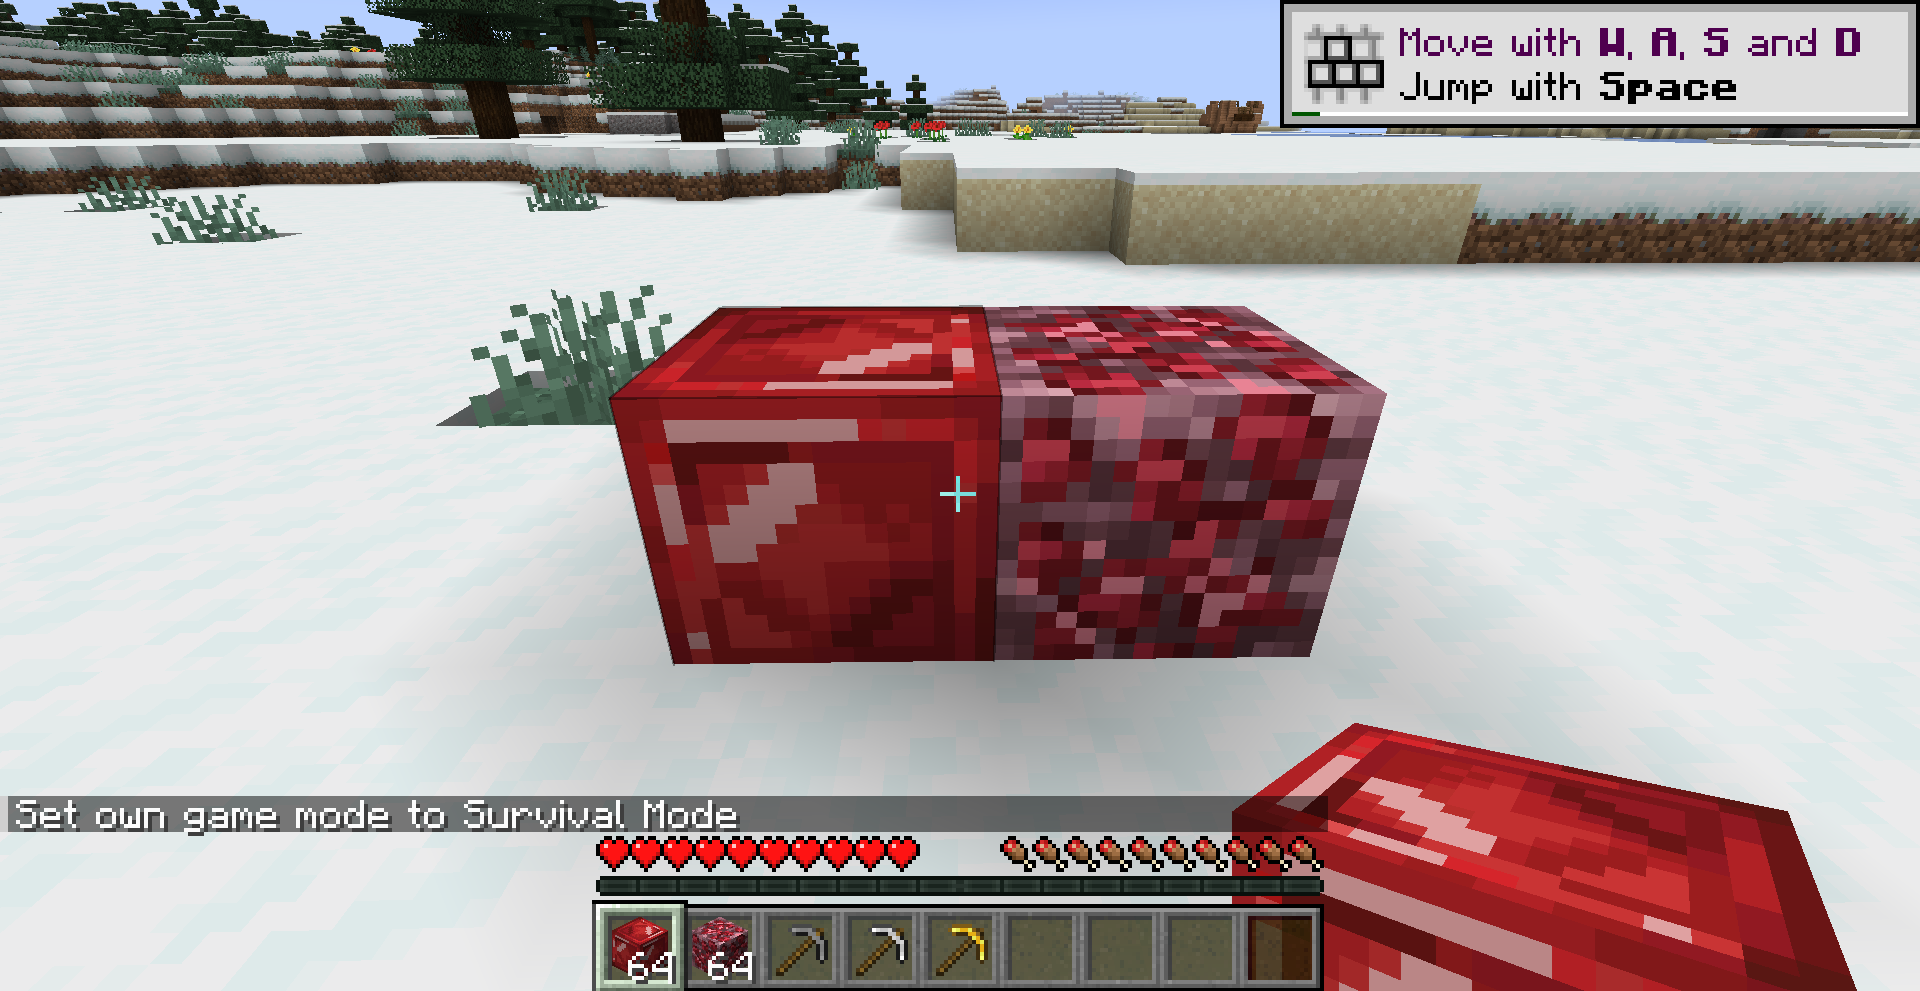 Move with W, A, S and D
Jump with Space
Set own game mode to Survival Mode
64
64